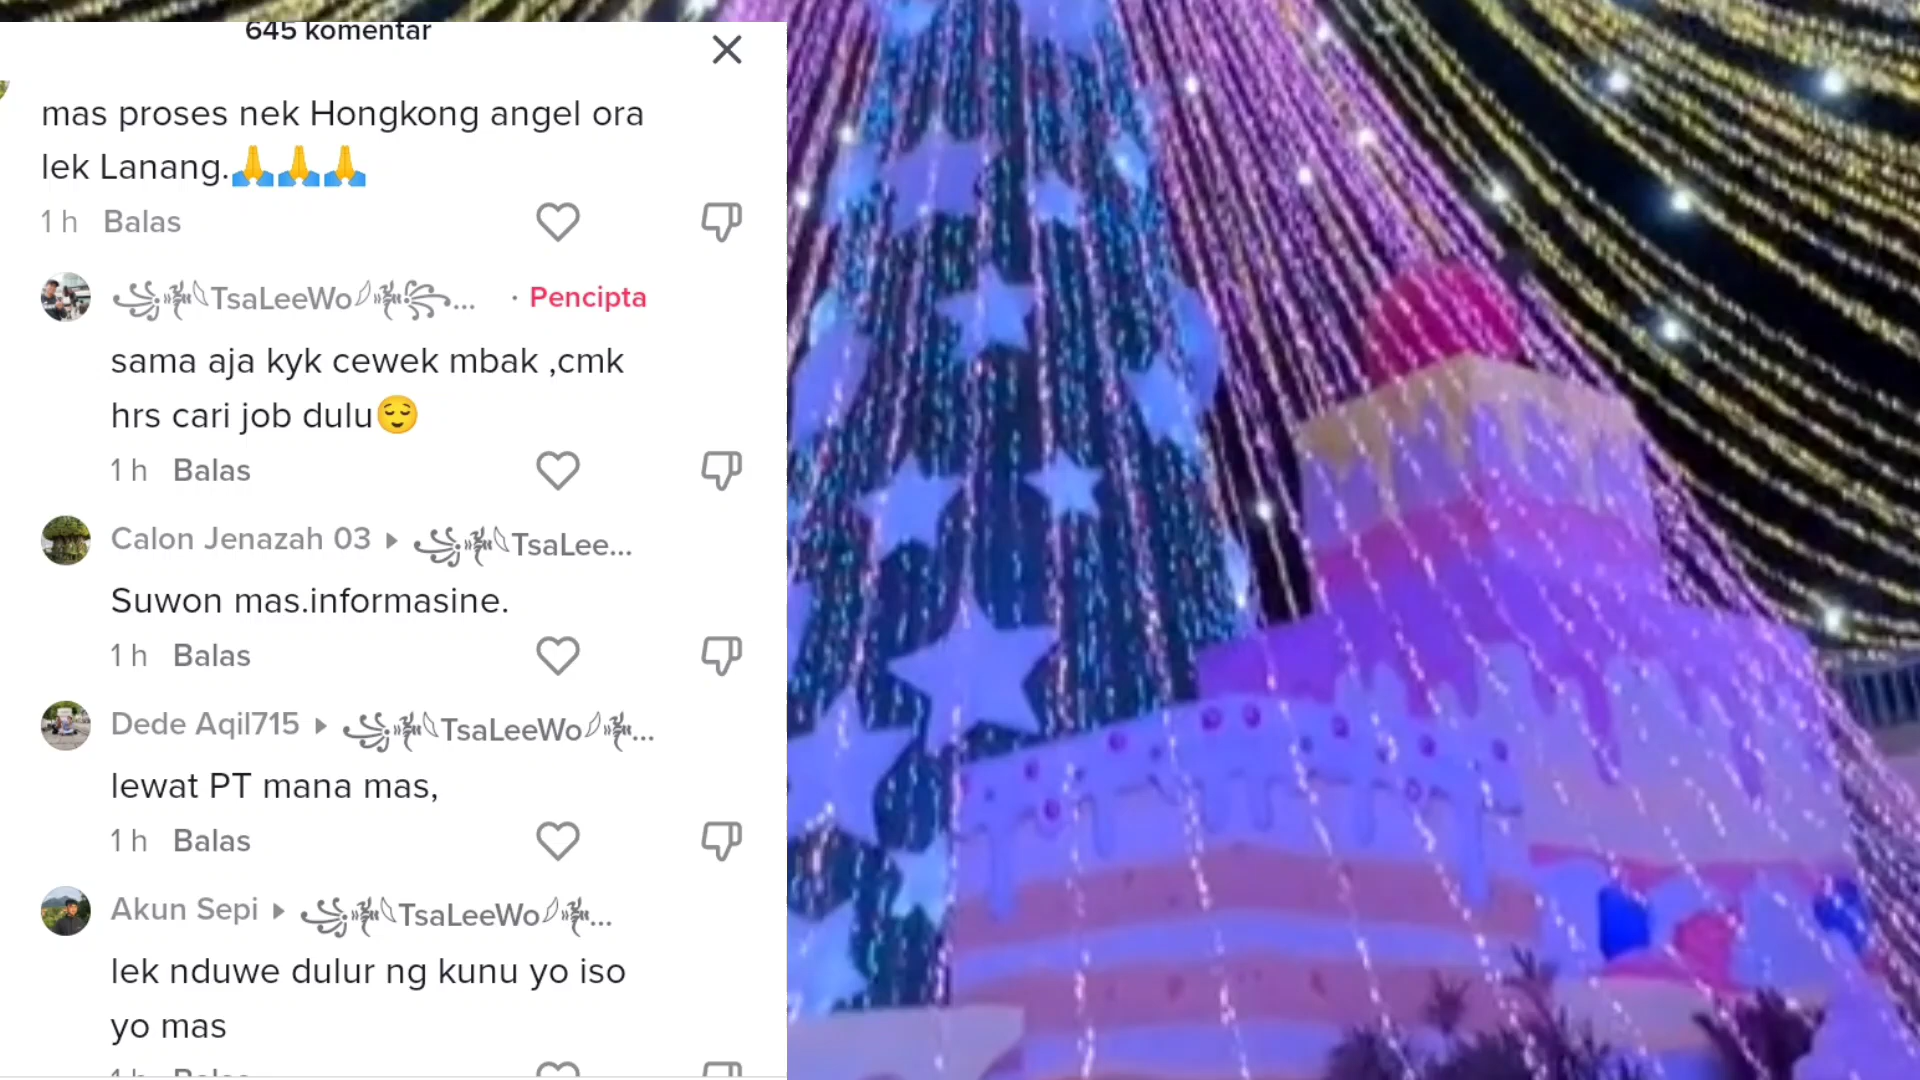 645 komentar
mas proses nek Hongkong angel ora
lek Lanang.🙏🙏🙏
1 h Balas
TsaLeeWo... · Pencipta
sama aja kyk cewek mbak ,cmk
hrs cari job dulu😌
1 h Balas
Calon Jenazah 03 ▸ TsaLee...
Suwon mas.informasine.
1 h Balas
Dede Aqil715 ▸ TsaLeeWo...
lewat PT mana mas,
1 h Balas
Akun Sepi ▸ TsaLeeWo...
lek nduwe dulur ng kunu yo iso
yo mas